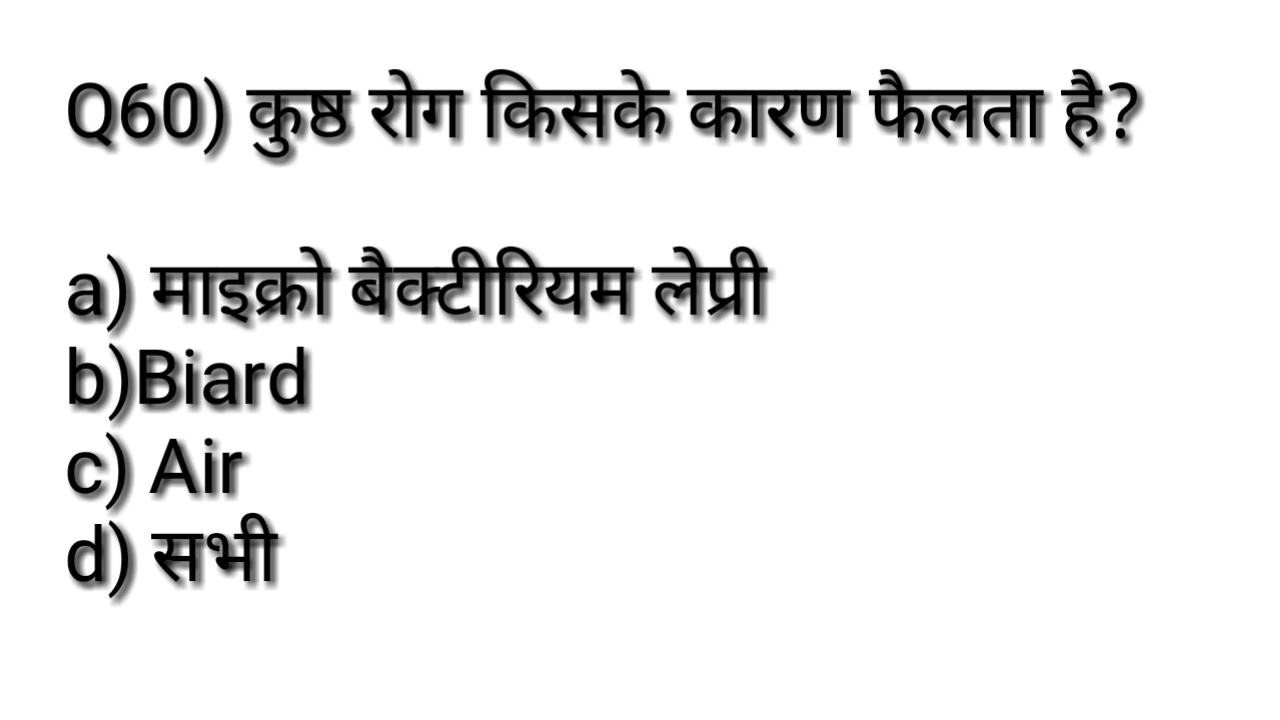 Q60) कुष्ठ रोग किसके कारण फैलता है?
a) माइक्रो बैक्टीरियम लेप्री
b)Biard
c) Air
d) सभी